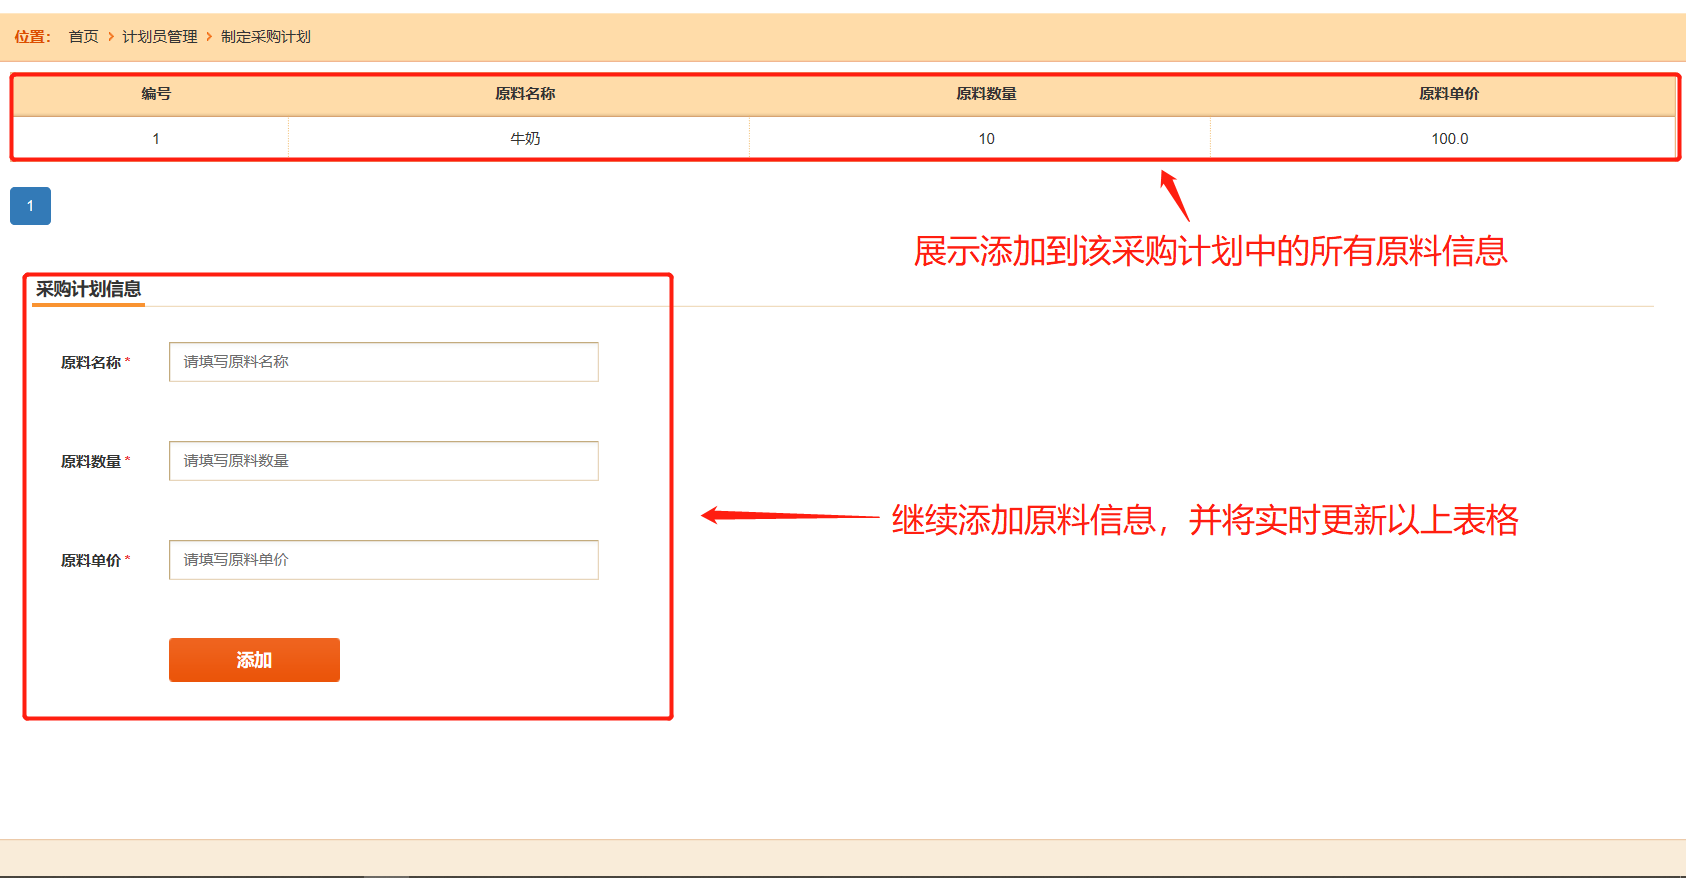 位置： 首页 > 计划员管理 > 制定采购计划
编号 原料名称 原料数量 原料单价
1 牛奶 10 100.0
1
展示添加到该采购计划中的所有原料信息
采购计划信息
原料名称* 请填写原料名称
原料数量* 请填写原料数量
继续添加原料信息，并将实时更新以上表格
原料单价* 请填写原料单价
添加